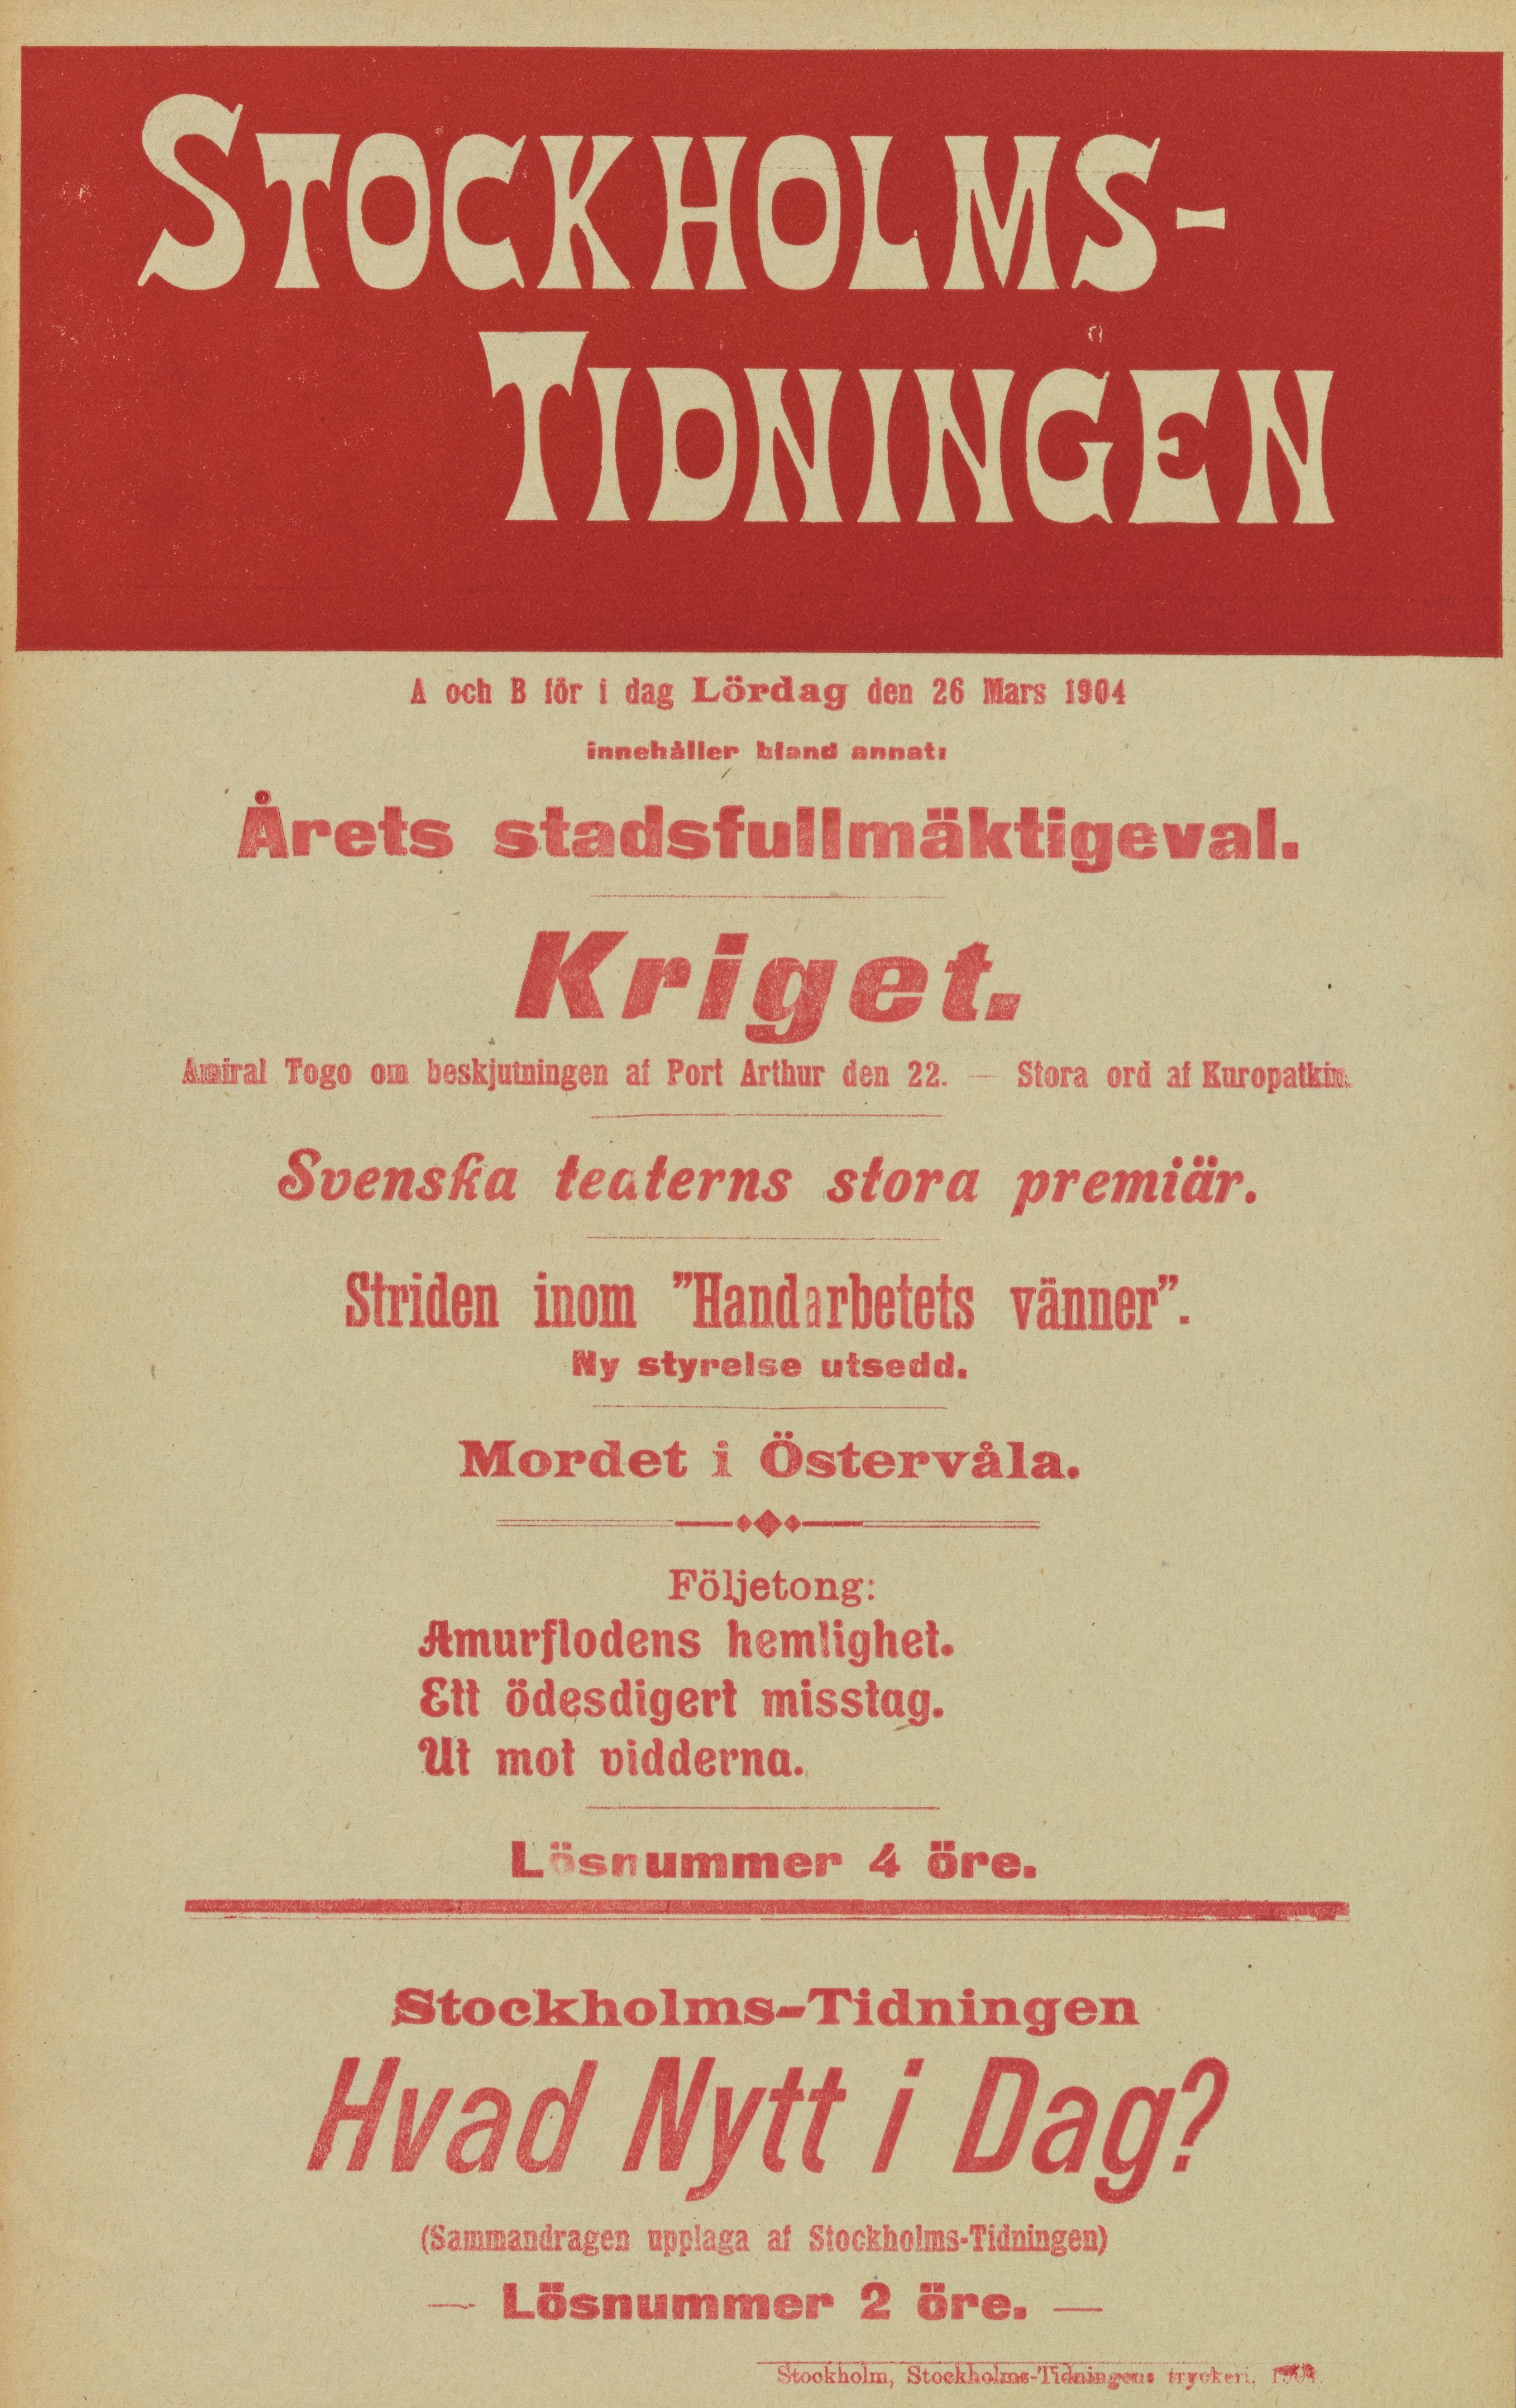 STOCKHOLMS-
TIDNINGEN
A och B för i dag Lördag den 26 Mars 1904
innehåller bland annat:
Årets stadsfullmäktigeval.
Kriget.
Amiral Togo om beskjutningen af Port Arthur den 22. — Stora ord af Kuropatkin.
Svenska teaterns stora premiär.
Striden inom ”Handarbetets vänner”.
Ny styrelse utsedd.
Mordet i Östervåla.
Följetong:
Amurflodens hemlighet.
Ett ödesdigert misstag.
Ut mot vidderna.
Lösnummer 4 öre.
Stockholms-Tidningen
Hvad Nytt i Dag?
(Sammandragen upplaga af Stockholms-Tidningen)
— Lösnummer 2 öre. —
Stockholm, Stockholms-Tidningens tryckeri, 1904.